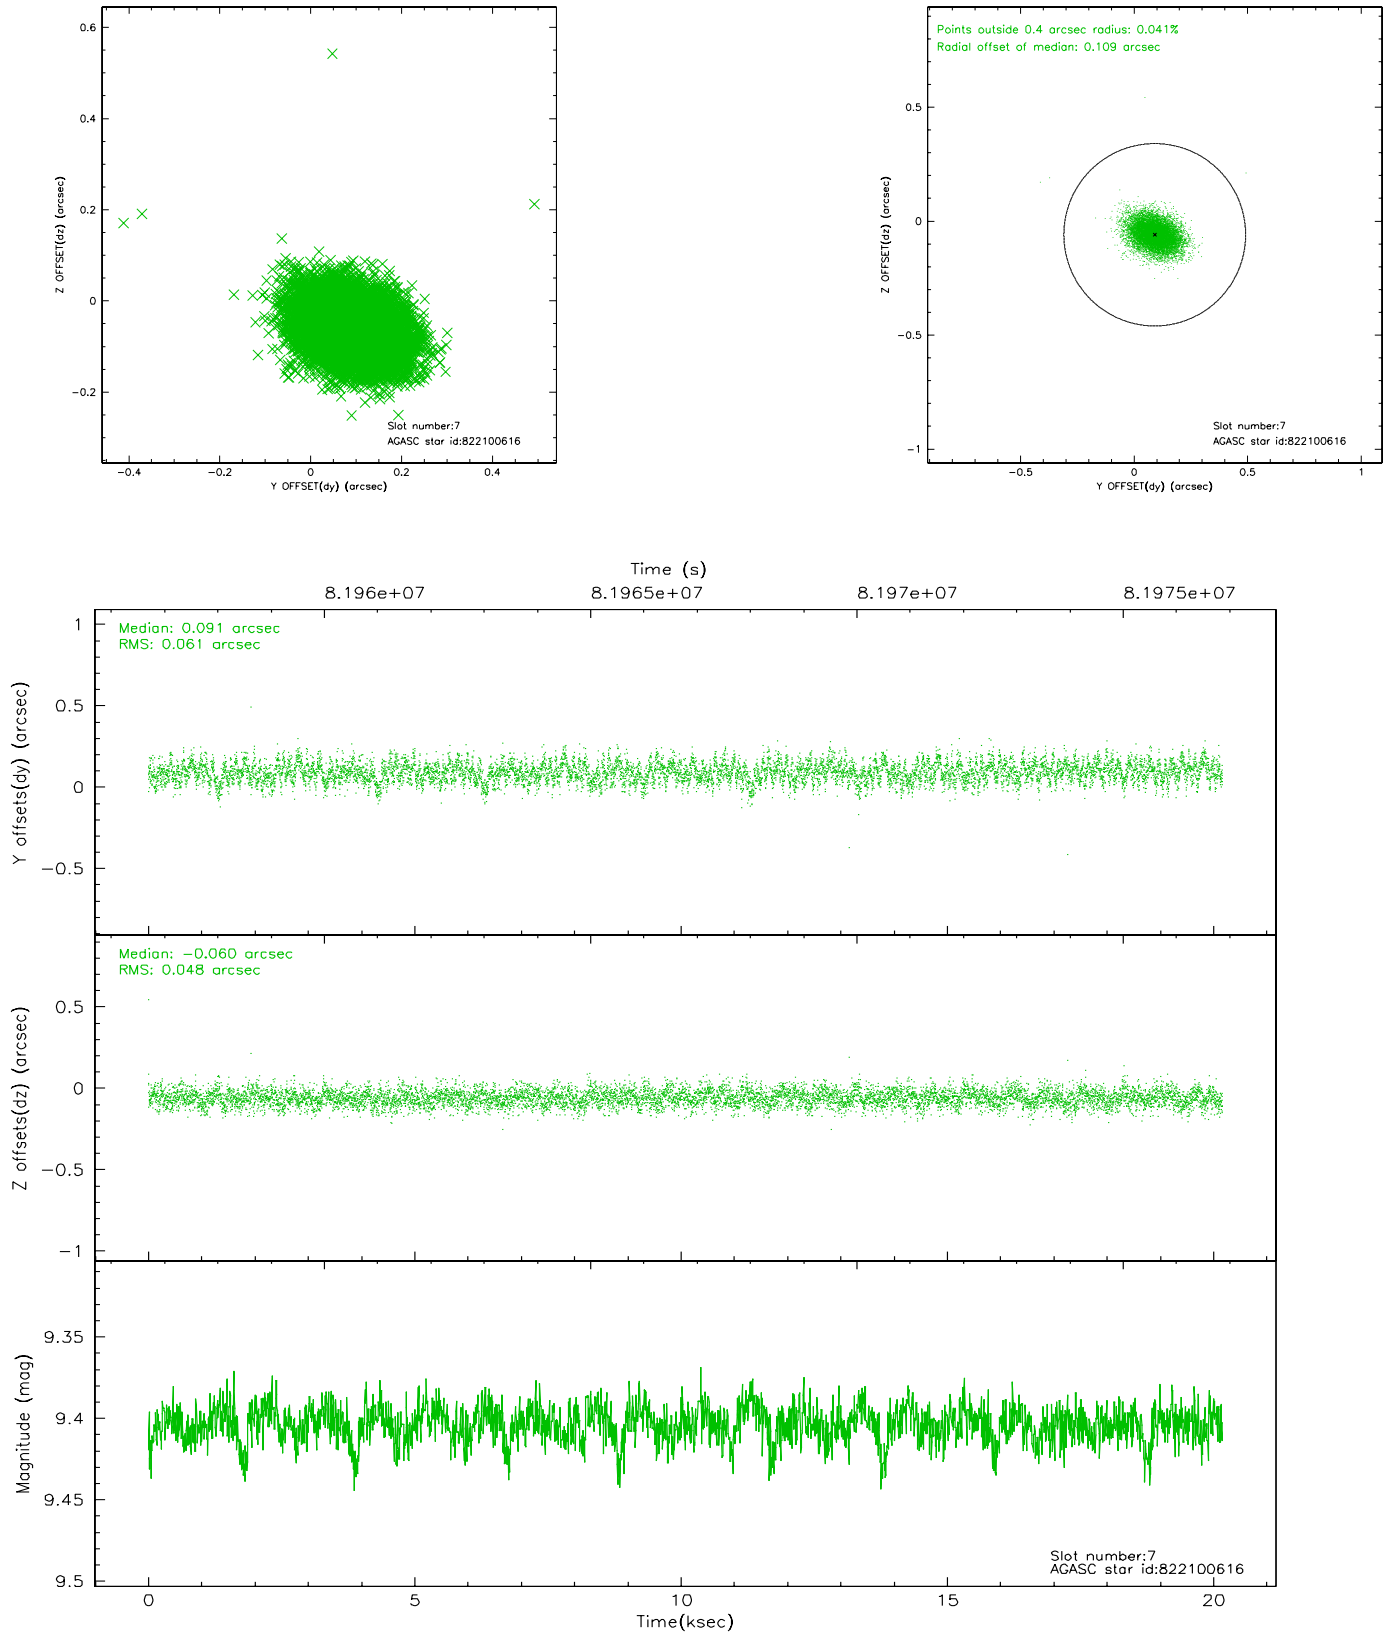 0.6
0.4
0.2
0
−0.2
Z OFFSET(dz) (arcsec)
−0.4
−0.2
0
0.2
0.4
Y OFFSET(dy) (arcsec)
Slot number:7
AGASC star id:822100616
Points outside 0.4 arcsec radius: 0.041%
Radial offset of median: 0.109 arcsec
0.5
0
−0.5
−1
Z OFFSET(dz) (arcsec)
−0.5
0
0.5
1
Y OFFSET(dy) (arcsec)
Slot number:7
AGASC star id:822100616
Time (s)
8.196e+07
8.1965e+07
8.197e+07
8.1975e+07
Median: 0.091 arcsec
RMS: 0.061 arcsec
1
0.5
0
−0.5
Y offsets(dy) (arcsec)
Median: −0.060 arcsec
RMS: 0.048 arcsec
0.5
0
−0.5
−1
Z offsets(dz) (arcsec)
9.35
9.4
9.45
9.5
Magnitude (mag)
Slot number:7
AGASC star id:822100616
0
5
10
15
20
Time(ksec)